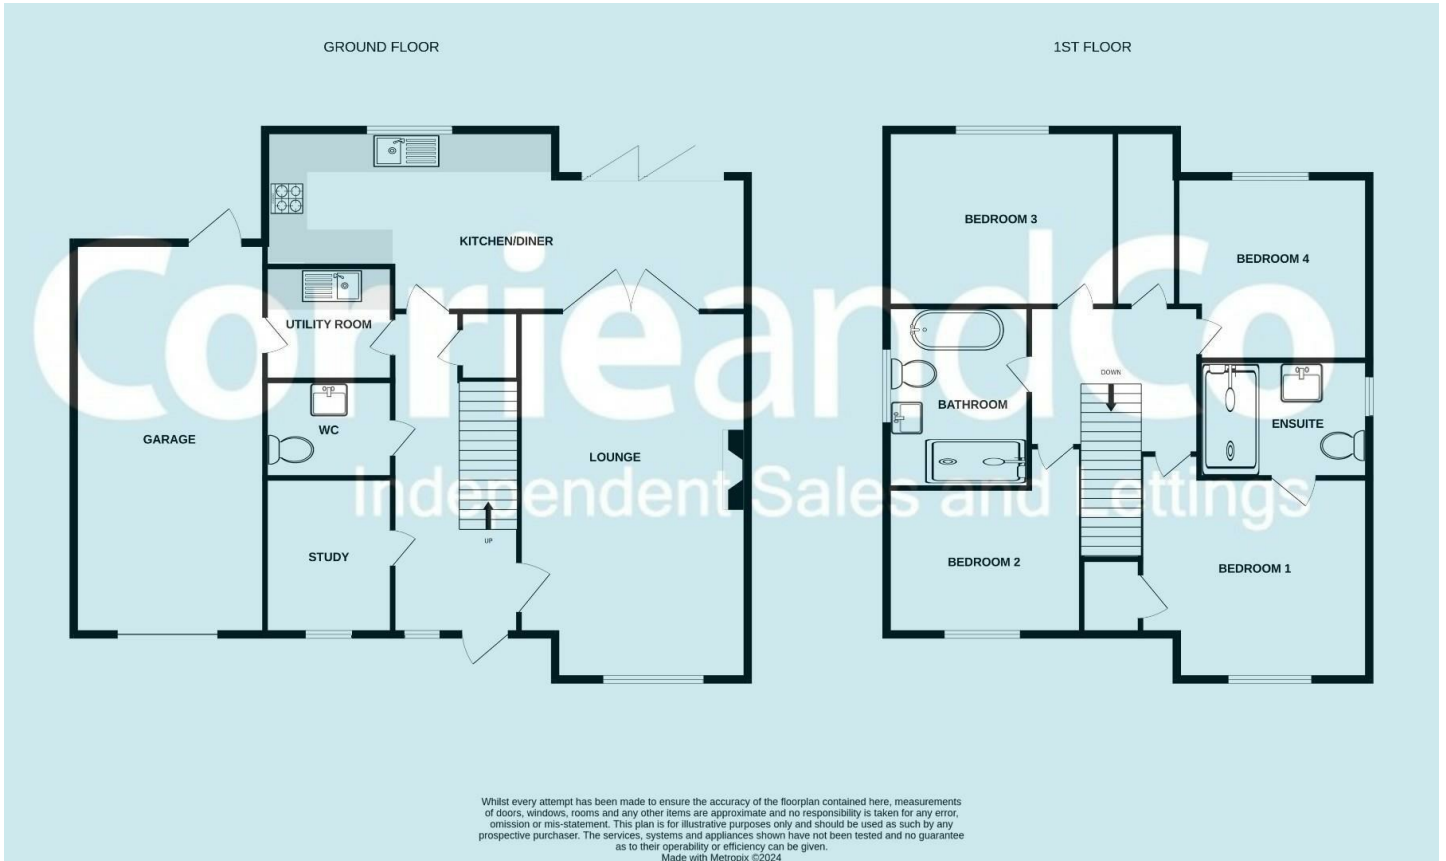 GROUND FLOOR
1ST FLOOR
KITCHEN/DINER
BEDROOM 3
BEDROOM 4
CorrieandCo
UTILITY ROOM
DOWN
BATHROOM
WC
ENSUITE
GARAGE
LOUNGE
Independent Sales and Lettings
UP
STUDY
BEDROOM 2
BEDROOM 1
Whilst every attempt has been made to ensure the accuracy of the floorplan contained here, measurements
of doors, windows, rooms and any other items are approximate and no responsibility is taken for any error,
omission or mis-statement. This plan is for illustrative purposes only and should be used as such by any
prospective purchaser. The services, systems and appliances shown have not been tested and no guarantee
as to their operability or efficiency can be given.
Made with Metropix ©2024